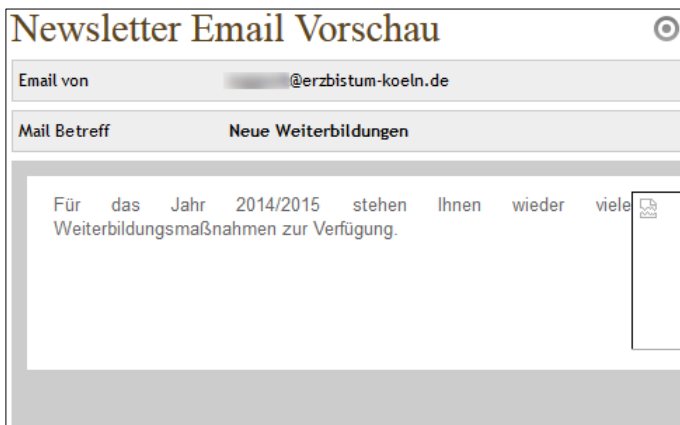 Newsletter Email Vorschau
Email von @erzbistum-koeln.de
Mail Betreff Neue Weiterbildungen
Für das Jahr 2014/2015 stehen Ihnen wieder viele
Weiterbildungsmaßnahmen zur Verfügung.